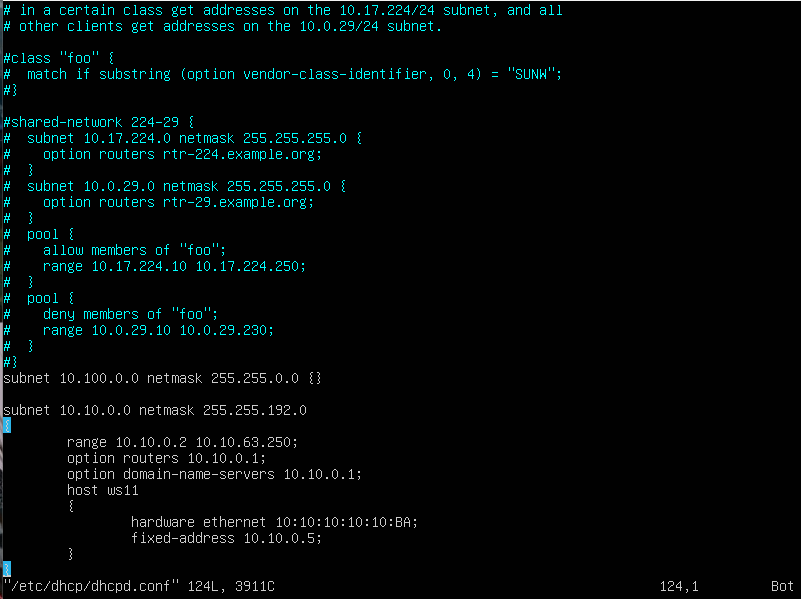 # in a certain class get addresses on the 10.17.224/24 subnet, and all
# other clients get addresses on the 10.0.29/24 subnet.
#class "foo" {
#  match if substring (option vendor-class-identifier, 0, 4) = "SUNW";
#}
#shared-network 224-29 {
#  subnet 10.17.224.0 netmask 255.255.255.0 {
#    option routers rtr-224.example.org;
#  }
#  subnet 10.0.29.0 netmask 255.255.255.0 {
#    option routers rtr-29.example.org;
#  }
#  pool {
#    allow members of "foo";
#    range 10.17.224.10 10.17.224.250;
#  }
#  pool {
#    deny members of "foo";
#    range 10.0.29.10 10.0.29.230;
#  }
#}
subnet 10.100.0.0 netmask 255.255.0.0 {}
subnet 10.10.0.0 netmask 255.255.192.0
{
        range 10.10.0.2 10.10.63.250;
        option routers 10.10.0.1;
        option domain-name-servers 10.10.0.1;
        host ws11
        {
                hardware ethernet 10:10:10:10:10:BA;
                fixed-address 10.10.0.5;
        }
}
"/etc/dhcp/dhcpd.conf" 124L, 3911C 124,1 Bot